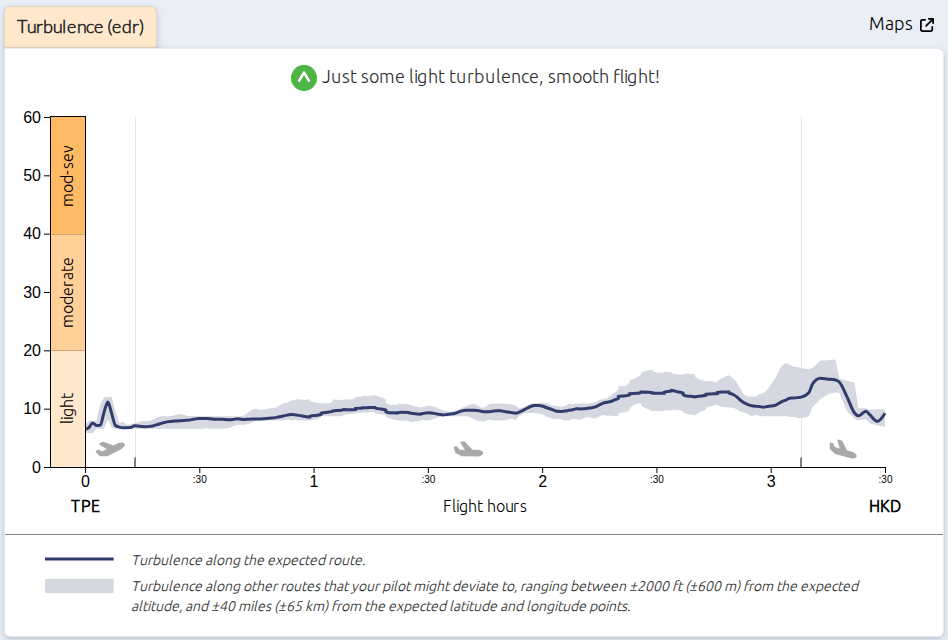 Turbulence (edr)
Maps
Just some light turbulence, smooth flight!
60
50
40
30
20
10
0
mod-sev
moderate
light
0
:30
1
:30
2
:30
3
:30
TPE
Flight hours
HKD
Turbulence along the expected route.
Turbulence along other routes that your pilot might deviate to, ranging between ±2000 ft (±600 m) from the expected
altitude, and ±40 miles (±65 km) from the expected latitude and longitude points.